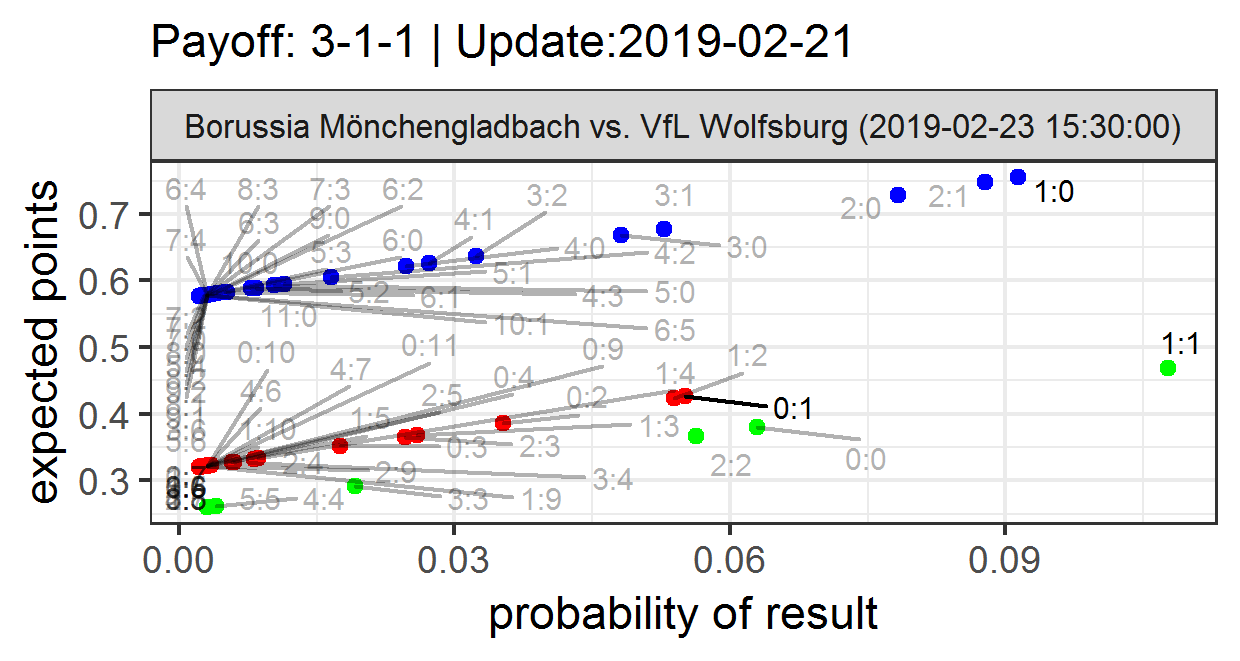 Payoff: 3-1-1 | Update:2019-02-21
Borussia Mönchengladbach vs. VfL Wolfsburg (2019-02-23 15:30:00)
expected points
0.7
0.6
0.5
0.4
0.3
6:4 8:3 7:3 6:2 3:2 3:1
2:0 2:1 1:0
6:3 9:0 4:1
7:4 10:0 5:3 6:0 4:0 4:2 3:0
5:1
5:2 6:1 4:3 5:0
11:0 10:1 6:5
0:10 4:7 0:11 0:9 1:2 1:1
4:6 2:5 0:4 1:4
0:2 0:1
1:10 1:5 1:3
0:3 2:3
2:4 2:9 3:4 2:2 0:0
5:5 4:4 3:3 1:9
0.00 0.03 0.06 0.09
probability of result